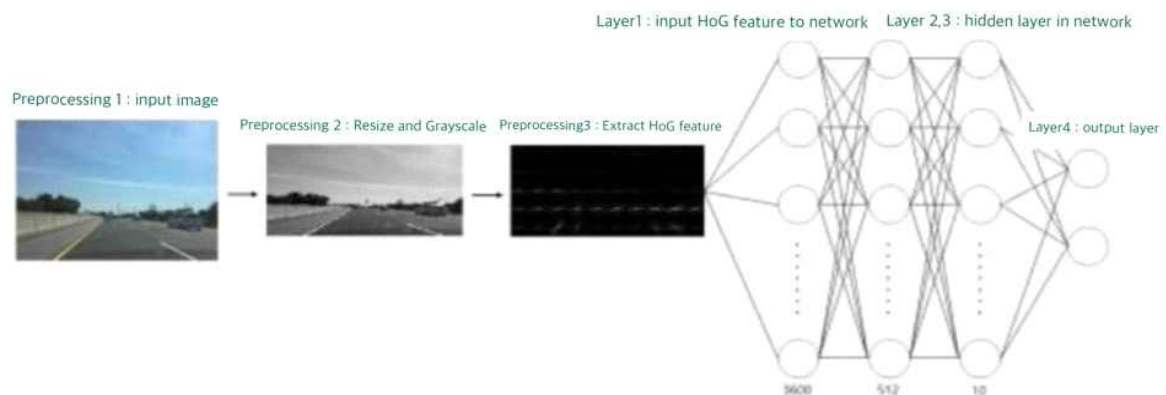 Layer1 : input HoG feature to network
Layer 2,3 : hidden layer in network
Preprocessing 1 : input image
Preprocessing 2 : Resize and Grayscale
Preprocessing3 : Extract HoG feature
Layer4 : output layer
3600
512
10